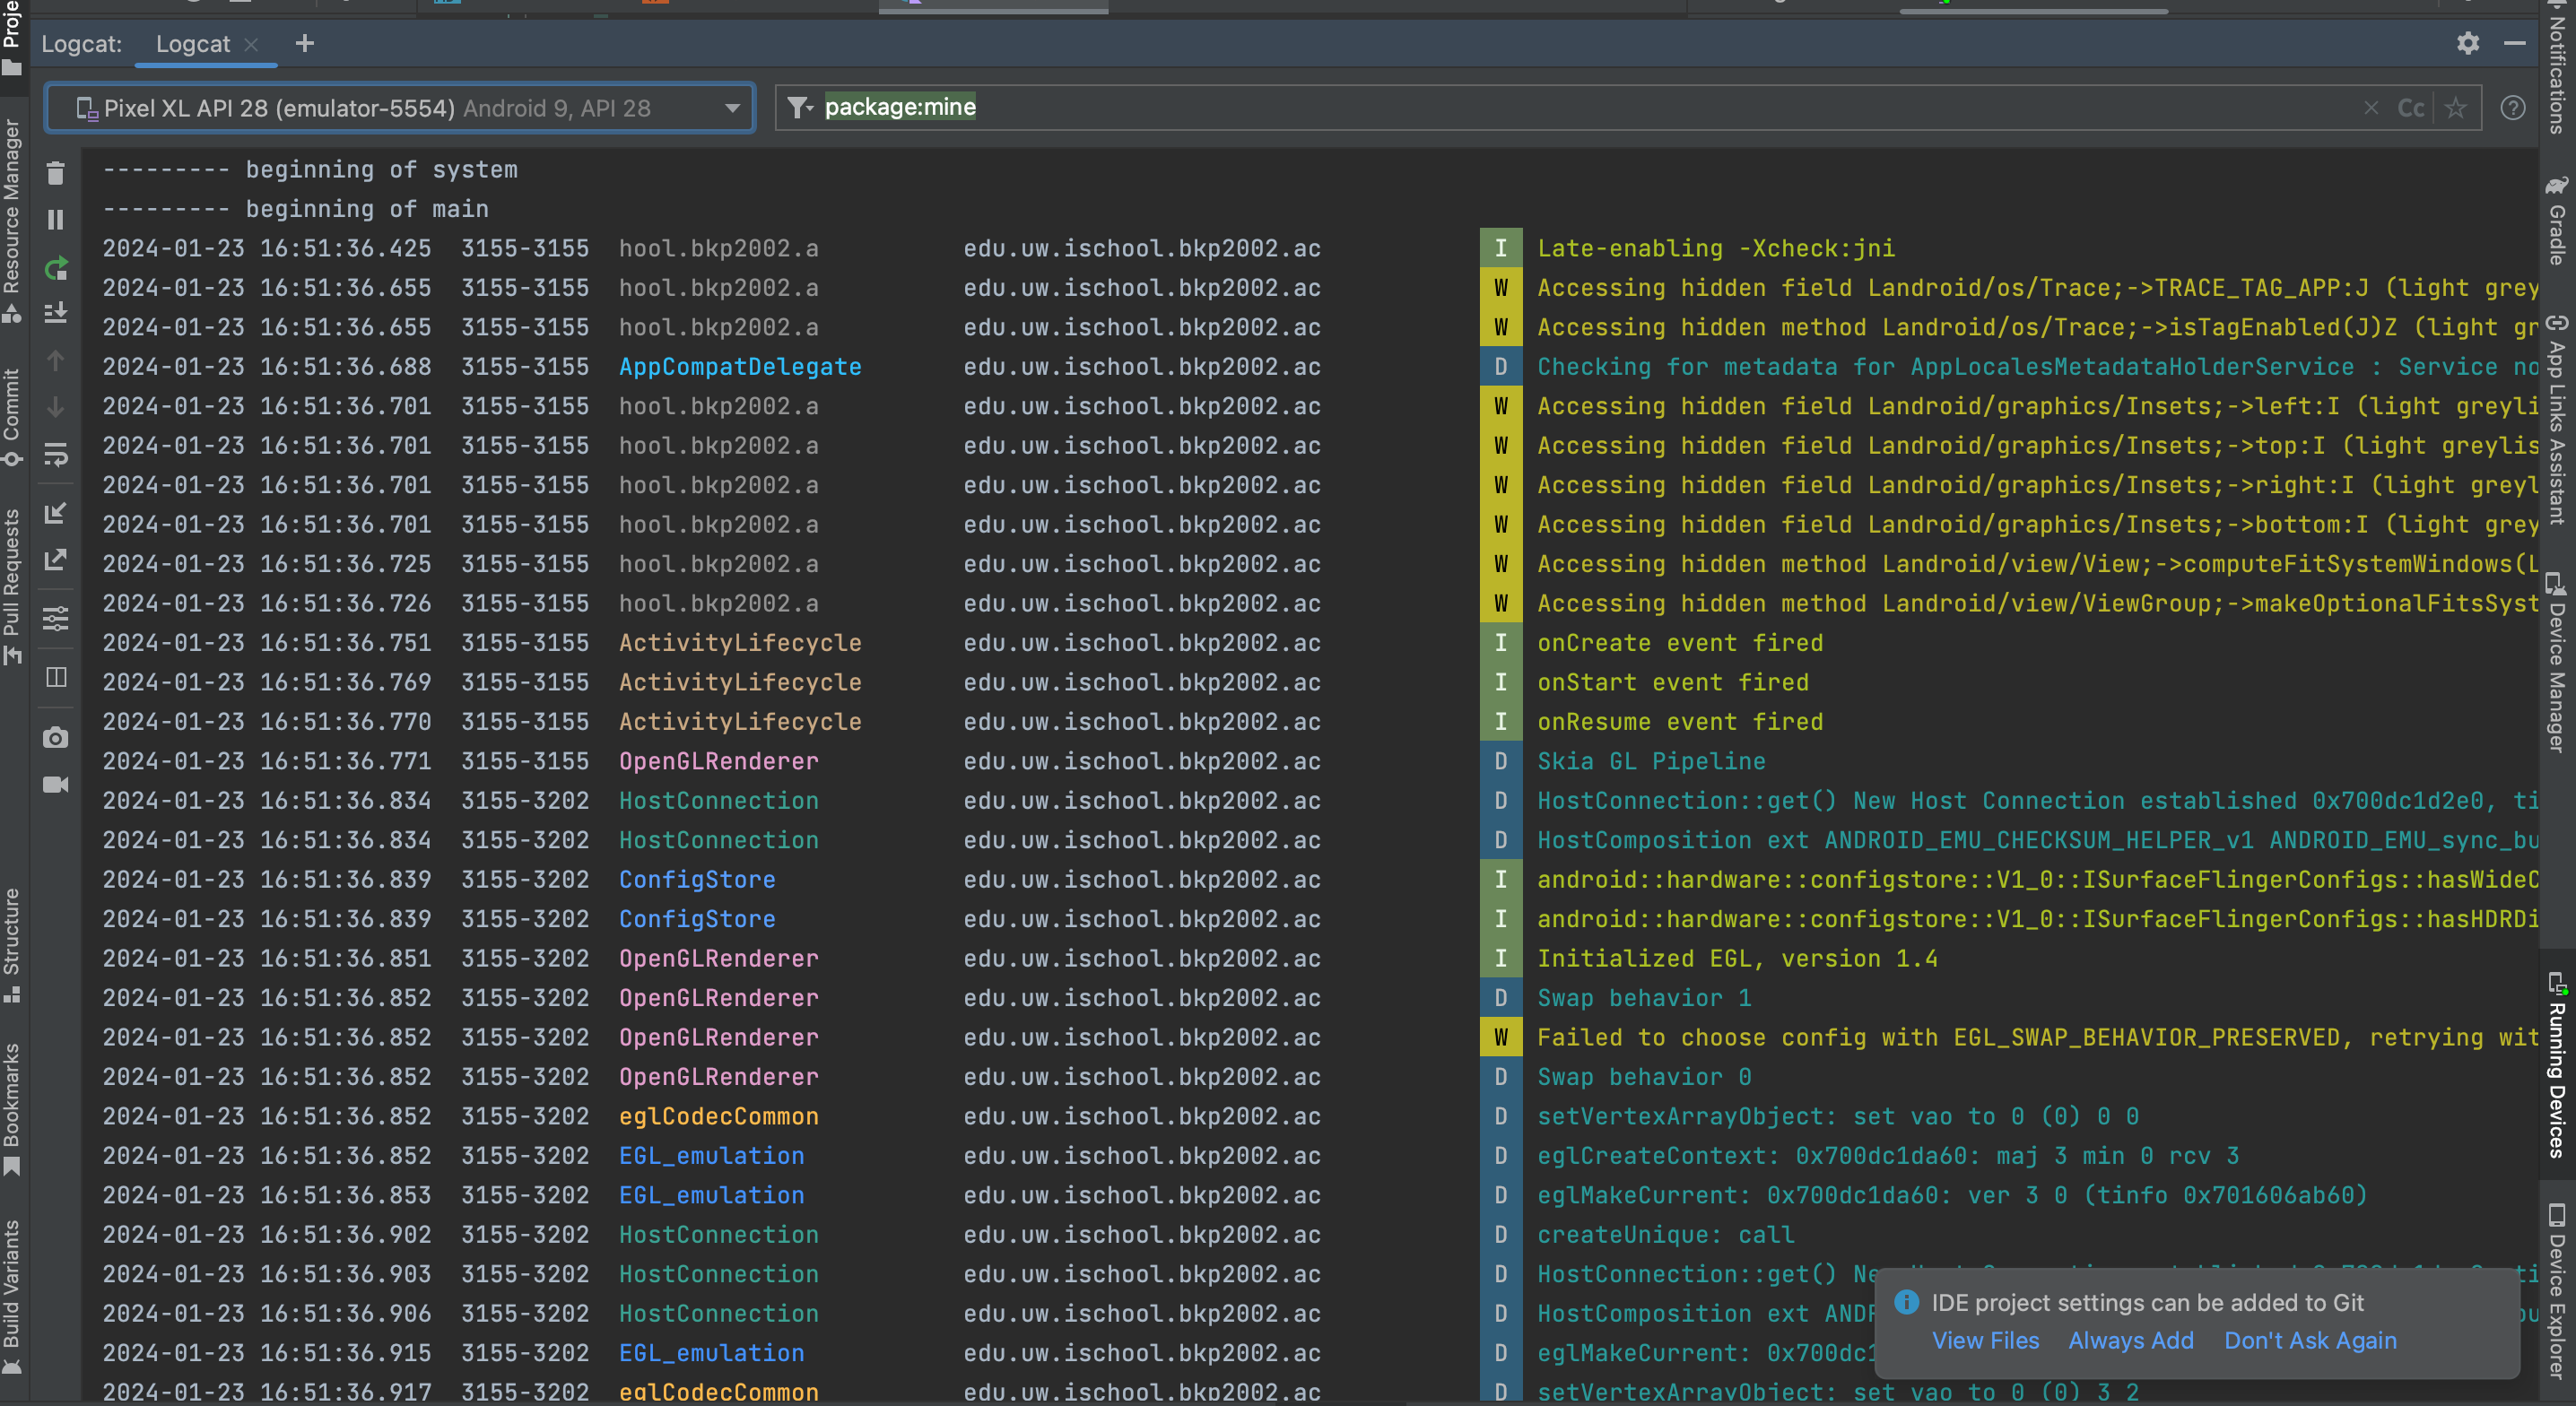 Logcat:
Logcat
Pixel XL API 28 (emulator-5554) Android 9, API 28
package:mine
Cc
--------- beginning of system
--------- beginning of main
2024-01-23 16:51:36.425 3155-3155 hool.bkp2002.a edu.uw.ischool.bkp2002.ac I Late-enabling -Xcheck:jni
2024-01-23 16:51:36.655 3155-3155 hool.bkp2002.a edu.uw.ischool.bkp2002.ac W Accessing hidden field Landroid/os/Trace;->TRACE_TAG_APP:J (light grey
2024-01-23 16:51:36.655 3155-3155 hool.bkp2002.a edu.uw.ischool.bkp2002.ac W Accessing hidden method Landroid/os/Trace;->isTagEnabled(J)Z (light gr
2024-01-23 16:51:36.688 3155-3155 AppCompatDelegate edu.uw.ischool.bkp2002.ac D Checking for metadata for AppLocalesMetadataHolderService : Service no
2024-01-23 16:51:36.701 3155-3155 hool.bkp2002.a edu.uw.ischool.bkp2002.ac W Accessing hidden field Landroid/graphics/Insets;->left:I (light greyli
2024-01-23 16:51:36.701 3155-3155 hool.bkp2002.a edu.uw.ischool.bkp2002.ac W Accessing hidden field Landroid/graphics/Insets;->top:I (light greylis
2024-01-23 16:51:36.701 3155-3155 hool.bkp2002.a edu.uw.ischool.bkp2002.ac W Accessing hidden field Landroid/graphics/Insets;->right:I (light greyl
2024-01-23 16:51:36.701 3155-3155 hool.bkp2002.a edu.uw.ischool.bkp2002.ac W Accessing hidden field Landroid/graphics/Insets;->bottom:I (light grey
2024-01-23 16:51:36.725 3155-3155 hool.bkp2002.a edu.uw.ischool.bkp2002.ac W Accessing hidden method Landroid/view/View;->computeFitSystemWindows(L
2024-01-23 16:51:36.726 3155-3155 hool.bkp2002.a edu.uw.ischool.bkp2002.ac W Accessing hidden method Landroid/view/ViewGroup;->makeOptionalFitsSyst
2024-01-23 16:51:36.751 3155-3155 ActivityLifecycle edu.uw.ischool.bkp2002.ac I onCreate event fired
2024-01-23 16:51:36.769 3155-3155 ActivityLifecycle edu.uw.ischool.bkp2002.ac I onStart event fired
2024-01-23 16:51:36.770 3155-3155 ActivityLifecycle edu.uw.ischool.bkp2002.ac I onResume event fired
2024-01-23 16:51:36.771 3155-3155 OpenGLRenderer edu.uw.ischool.bkp2002.ac D Skia GL Pipeline
2024-01-23 16:51:36.834 3155-3202 HostConnection edu.uw.ischool.bkp2002.ac D HostConnection::get() New Host Connection established 0x700dc1d2e0, ti
2024-01-23 16:51:36.834 3155-3202 HostConnection edu.uw.ischool.bkp2002.ac D HostComposition ext ANDROID_EMU_CHECKSUM_HELPER_v1 ANDROID_EMU_sync_bu
2024-01-23 16:51:36.839 3155-3202 ConfigStore edu.uw.ischool.bkp2002.ac I android::hardware::configstore::V1_0::ISurfaceFlingerConfigs::hasWideC
2024-01-23 16:51:36.839 3155-3202 ConfigStore edu.uw.ischool.bkp2002.ac I android::hardware::configstore::V1_0::ISurfaceFlingerConfigs::hasHDRDi
2024-01-23 16:51:36.851 3155-3202 OpenGLRenderer edu.uw.ischool.bkp2002.ac I Initialized EGL, version 1.4
2024-01-23 16:51:36.852 3155-3202 OpenGLRenderer edu.uw.ischool.bkp2002.ac D Swap behavior 1
2024-01-23 16:51:36.852 3155-3202 OpenGLRenderer edu.uw.ischool.bkp2002.ac W Failed to choose config with EGL_SWAP_BEHAVIOR_PRESERVED, retrying wit
2024-01-23 16:51:36.852 3155-3202 OpenGLRenderer edu.uw.ischool.bkp2002.ac D Swap behavior 0
2024-01-23 16:51:36.852 3155-3202 eglCodecCommon edu.uw.ischool.bkp2002.ac D setVertexArrayObject: set vao to 0 (0) 0 0
2024-01-23 16:51:36.852 3155-3202 EGL_emulation edu.uw.ischool.bkp2002.ac D eglCreateContext: 0x700dc1da60: maj 3 min 0 rcv 3
2024-01-23 16:51:36.853 3155-3202 EGL_emulation edu.uw.ischool.bkp2002.ac D eglMakeCurrent: 0x700dc1da60: ver 3 0 (tinfo 0x701606ab60)
2024-01-23 16:51:36.902 3155-3202 HostConnection edu.uw.ischool.bkp2002.ac D createUnique: call
2024-01-23 16:51:36.903 3155-3202 HostConnection edu.uw.ischool.bkp2002.ac D HostConnection::get() Ne
2024-01-23 16:51:36.906 3155-3202 HostConnection edu.uw.ischool.bkp2002.ac D HostComposition ext ANDR
2024-01-23 16:51:36.915 3155-3202 EGL_emulation edu.uw.ischool.bkp2002.ac D eglMakeCurrent: 0x700dc1
2024-01-23 16:51:36.917 3155-3202 eglCodecCommon edu.uw.ischool.bkp2002.ac D setVertexArrayObject: set vao to 0 (0) 3 2
IDE project settings can be added to Git
View Files Always Add Don't Ask Again
Proje
Resource Manager
Commit
Pull Requests
Structure
Bookmarks
Build Variants
Notifications
Gradle
App Links Assistant
Device Manager
Running Devices
Device Explorer